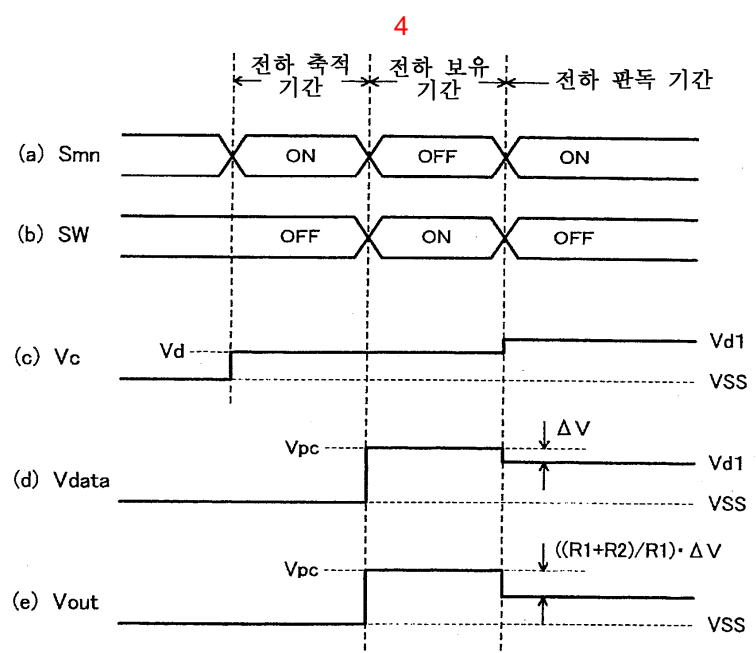 4
전하 축적 기간
전하 보유 기간
전하 판독 기간
(a) Smn ON OFF ON
(b) SW OFF ON OFF
(c) Vc Vd Vd1
VSS
(d) Vdata Vpc ΔV
Vd1
VSS
(e) Vout Vpc ((R1+R2)/R1)·ΔV
VSS